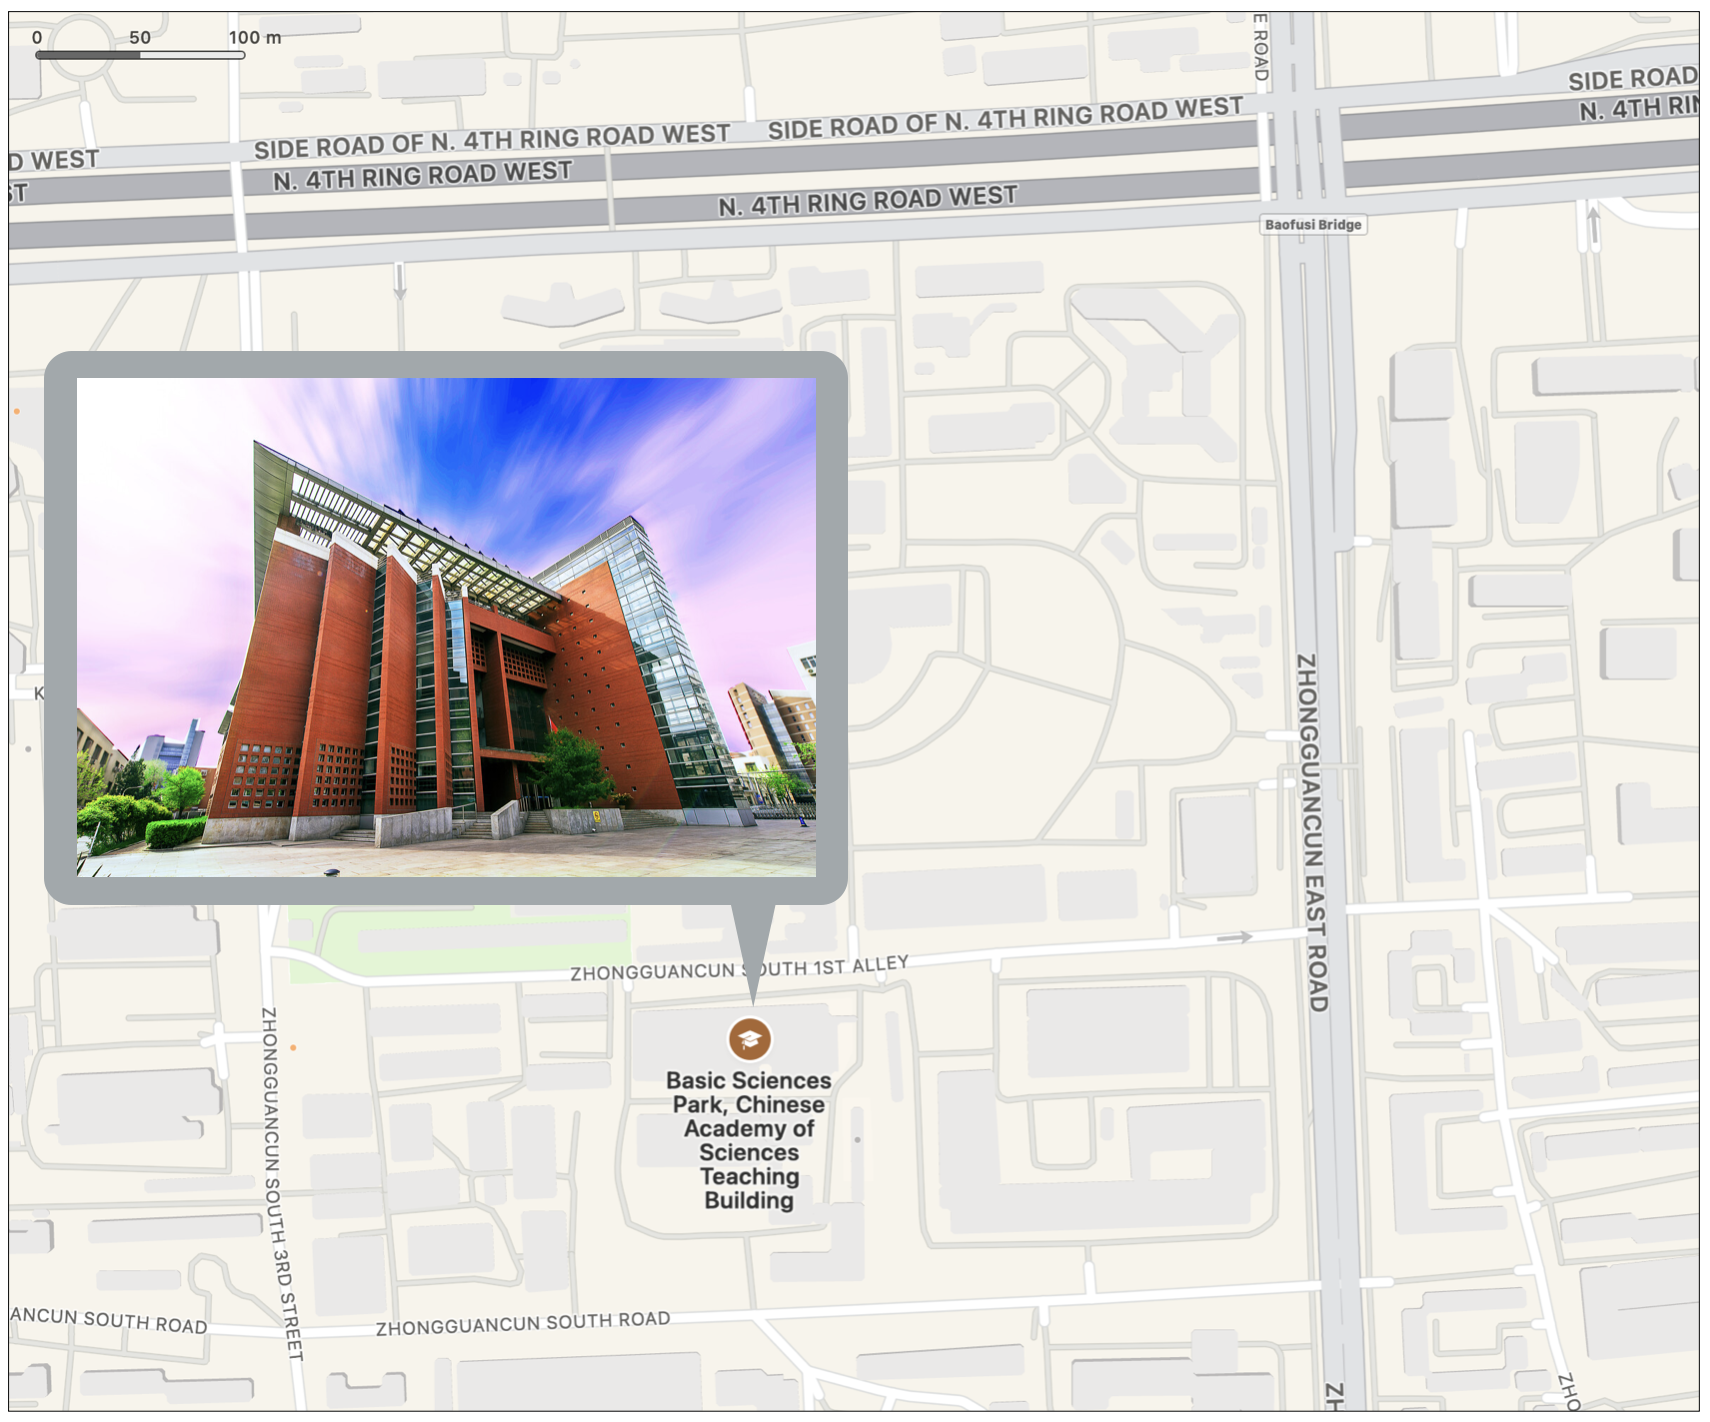 0 50 100 m
E ROAD
SIDE ROAD
SIDE ROAD OF N. 4TH RING ROAD WEST
SIDE ROAD OF N. 4TH RING ROAD WEST
N. 4TH RIN
D WEST
N. 4TH RING ROAD WEST
ST
N. 4TH RING ROAD WEST
Baofusi Bridge
K
ZHONGGUANCUN EAST ROAD
ZHONGGUANCUN SOUTH 1ST ALLEY
ZHONGGUANCUN SOUTH 3RD STREET
Basic Sciences
Park, Chinese
Academy of
Sciences
Teaching
Building
ANCUN SOUTH ROAD
ZHONGGUANCUN SOUTH ROAD
ZH
ZHO